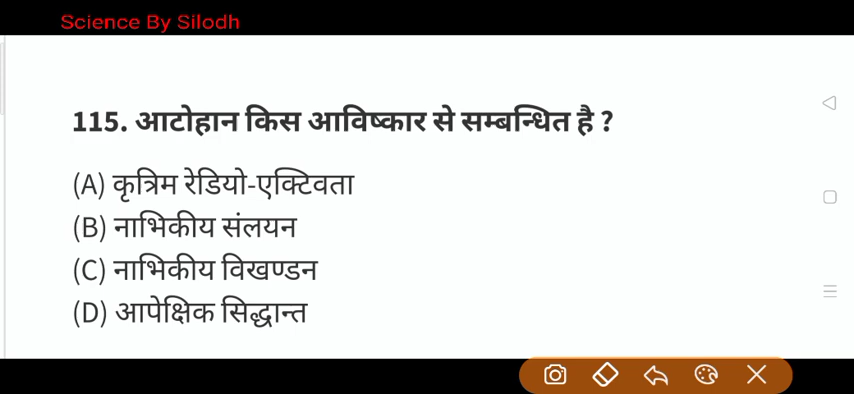 Science By Silodh
115. आटोहान किस आविष्कार से सम्बन्धित है ?
(A) कृत्रिम रेडियो-एक्टिवता
(B) नाभिकीय संलयन
(C) नाभिकीय विखण्डन
(D) आपेक्षिक सिद्धान्त